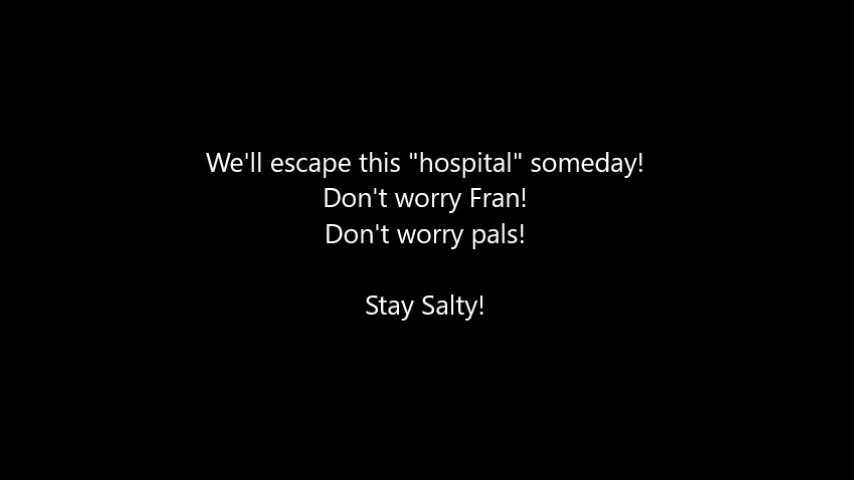 We'll escape this "hospital" someday!
Don't worry Fran!
Don't worry pals!
Stay Salty!